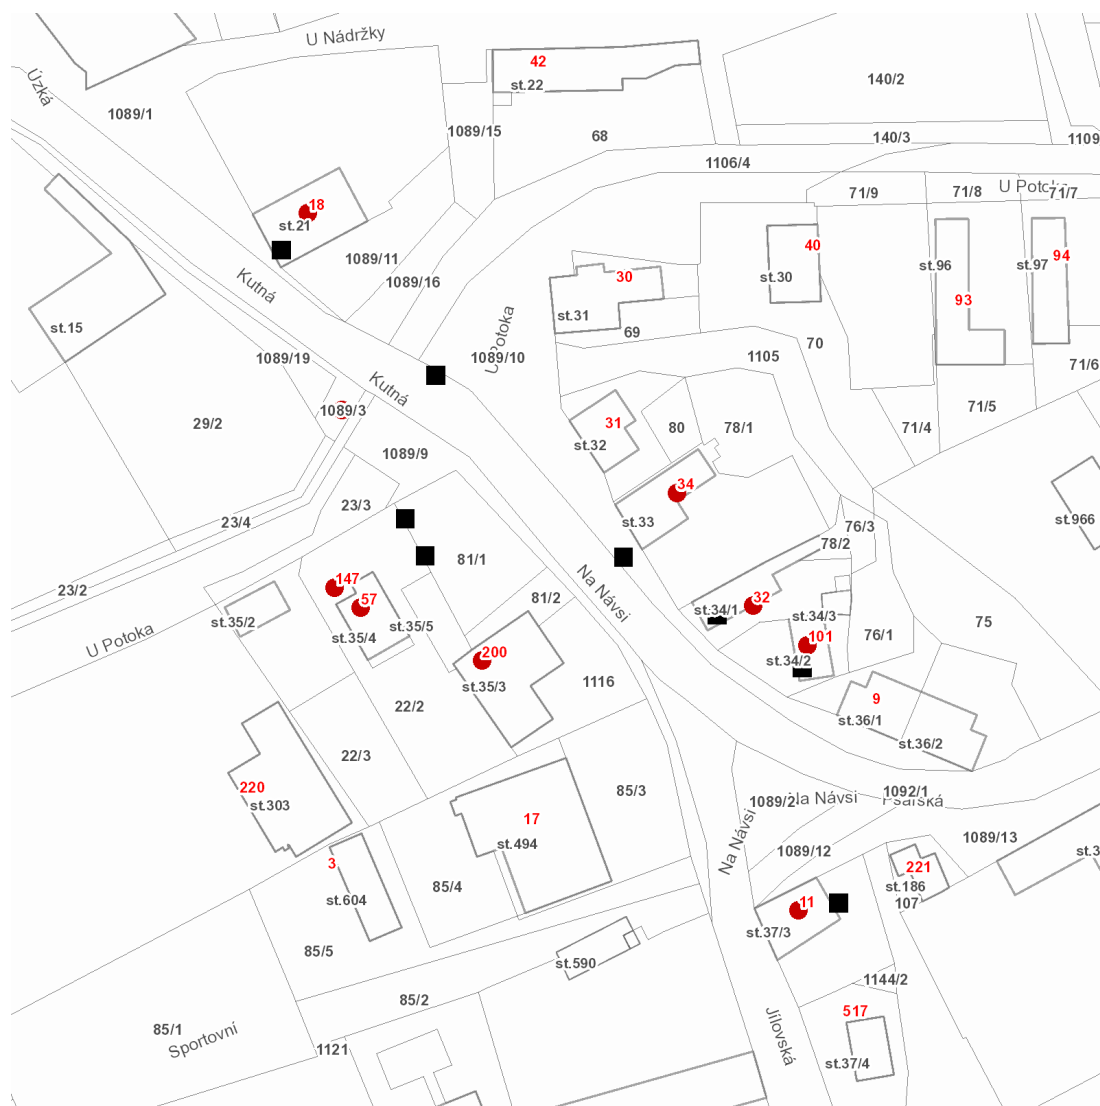 U Nádržky
42
st.22
Úzká
1089/1
1089/15
68
140/2
140/3
1109
1106/4
71/9
71/8
U Potoka
71/7
18
st.21
1089/11
1089/16
Kutná
st.15
30
st.31
69
40
st.30
st.96
93
st.97
94
70
1105
71/6
71/5
71/4
U Potoka
1089/10
1089/19
Kutná
1089/3
29/2
1089/9
31
st.32
80
78/1
34
st.33
23/3
23/4
23/2
81/1
76/3
78/2
st.966
147
57
st.35/2
st.35/4
st.35/5
81/2
Na Návsi
st.34/1
32
st.34/3
101
st.34/2
76/1
75
U Potoka
200
st.35/3
1116
22/2
22/3
9
st.36/1
st.36/2
220
st.303
17
st.494
85/3
1089/2
Na Návsi
1092/1
Psárská
Na Návsi
1089/12
1089/13
st.3
3
st.604
85/4
221
st.186
107
11
st.37/3
85/5
st.590
1144/2
85/2
517
st.37/4
Jílovská
85/1
Sportovní
1121